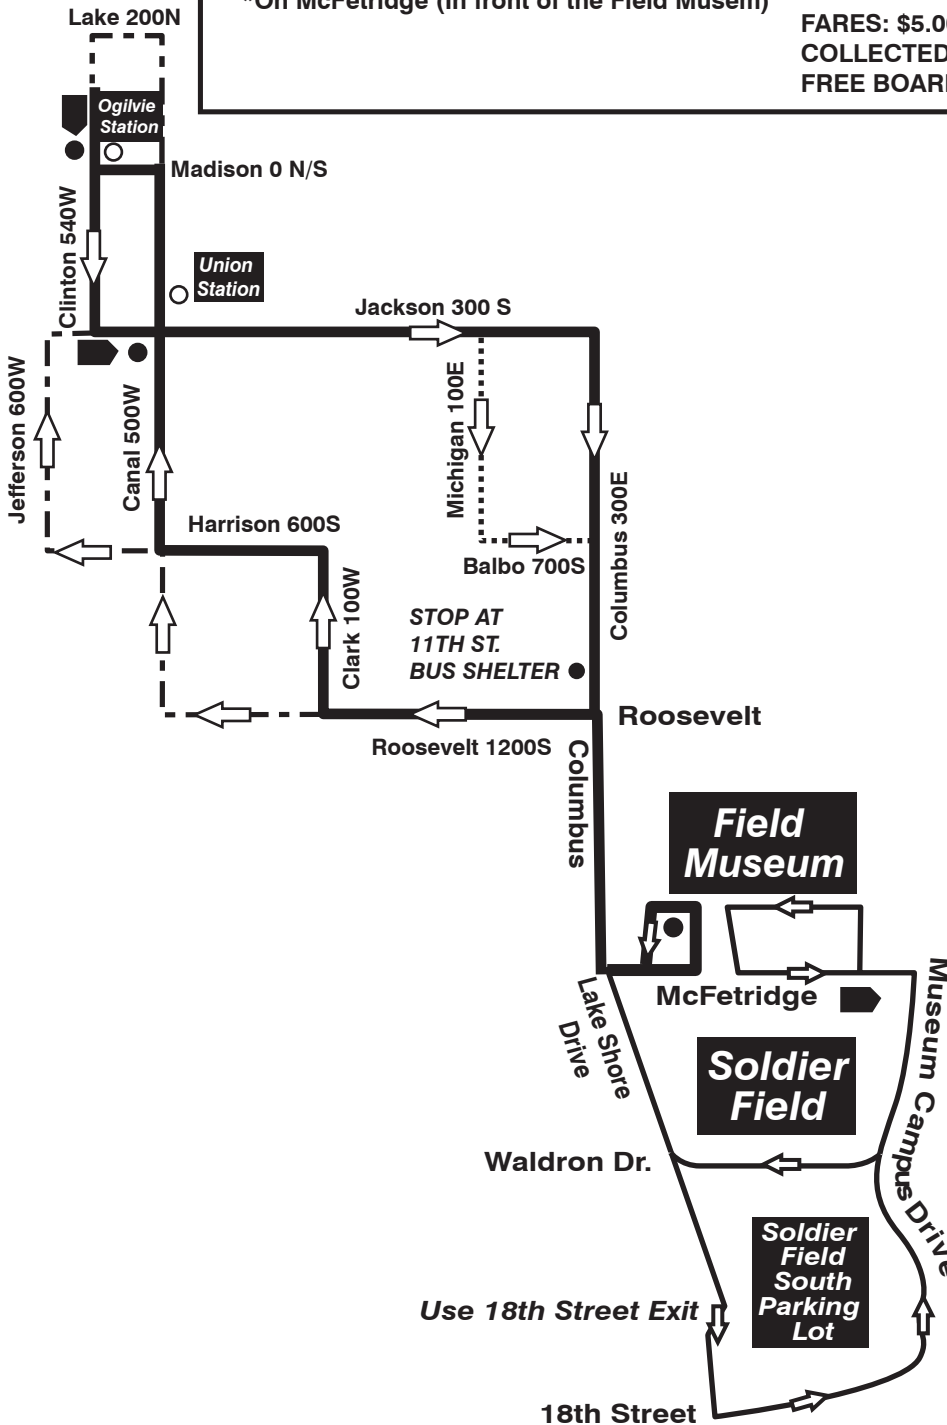 *On McFetridge (in front of the Field Musem)
FARES: $5.0
COLLECTED
FREE BOAR
Lake 200N
Ogilvie
Station
Madison 0 N/S
Clinton 540W
Union
Station
Jackson 300 S
Jefferson 600W
Canal 500W
Michigan 100E
Columbus 300E
Harrison 600S
Balbo 700S
Clark 100W
STOP AT
11TH ST.
BUS SHELTER
Roosevelt
Roosevelt 1200S
Columbus
Field
Museum
McFetridge
Museum Campus Drive
Lake Shore
Drive
Soldier
Field
Waldron Dr.
Soldier
Field
South
Parking
Lot
Use 18th Street Exit
18th Street